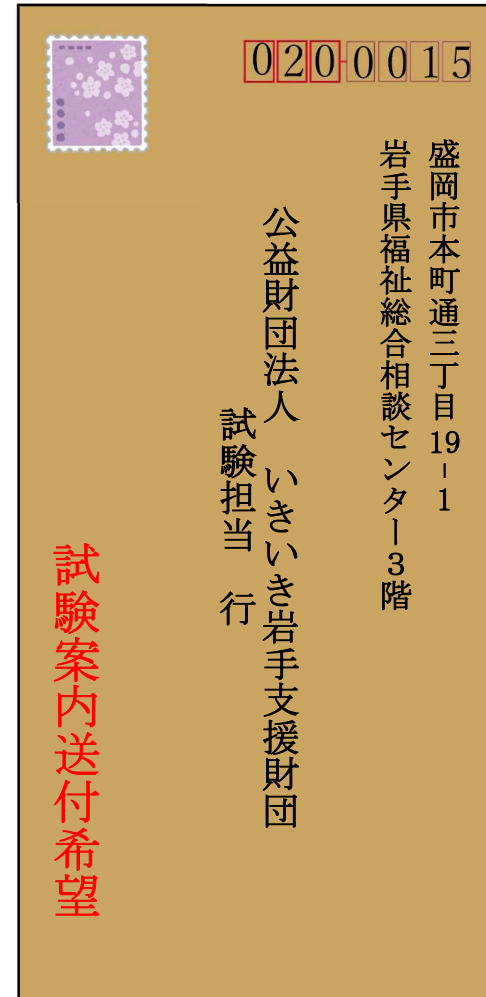 020-0015
盛岡市本町通三丁目19-1
岩手県福祉総合相談センター3階
公益財団法人　いきいき岩手支援財団
試験担当　行
試験案内送付希望